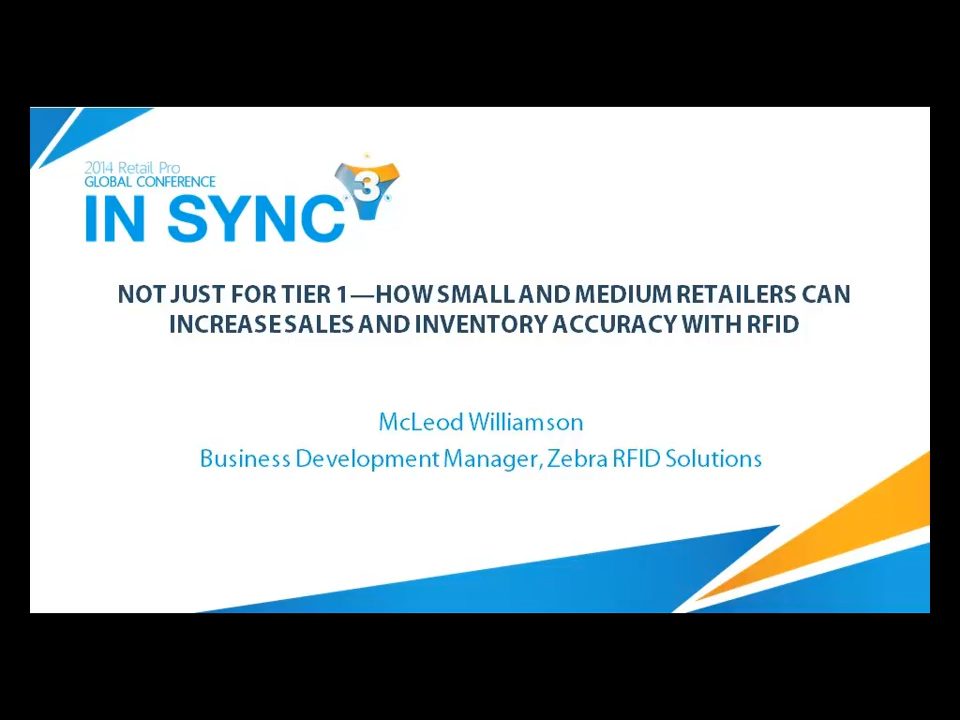 2014 Retail Pro
GLOBAL CONFERENCE
IN SYNC 3
NOT JUST FOR TIER 1—HOW SMALL AND MEDIUM RETAILERS CAN
INCREASE SALES AND INVENTORY ACCURACY WITH RFID
McLeod Williamson
Business Development Manager, Zebra RFID Solutions